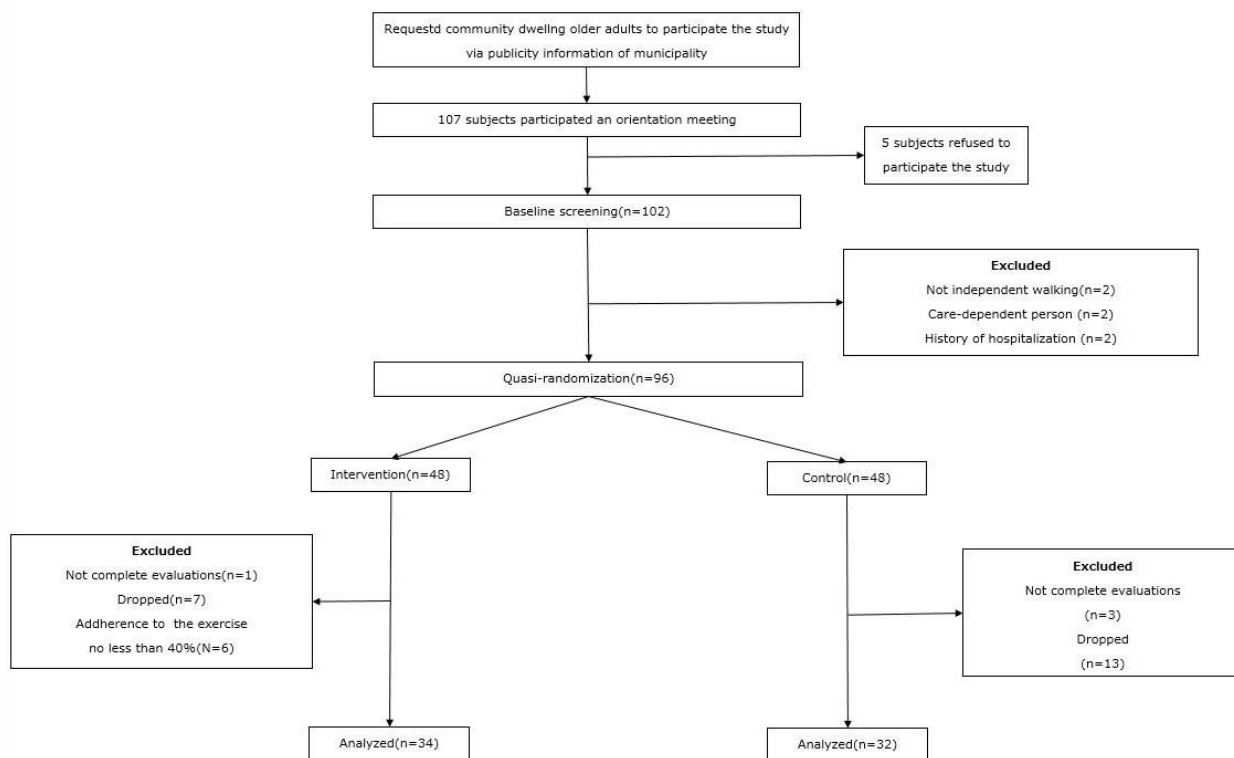 Requestd community dwellng older adults to participate the study
via publicity information of municipality
107 subjects participated an orientation meeting
5 subjects refused to
participate the study
Baseline screening(n=102)
Excluded
Not independent walking(n=2)
Care-dependent person (n=2)
History of hospitalization (n=2)
Quasi-randomization(n=96)
Intervention(n=48)
Control(n=48)
Excluded
Not complete evaluations(n=1)
Dropped(n=7)
Addherence to the exercise
no less than 40%(N=6)
Excluded
Not complete evaluations
(n=3)
Dropped
(n=13)
Analyzed(n=34)
Analyzed(n=32)